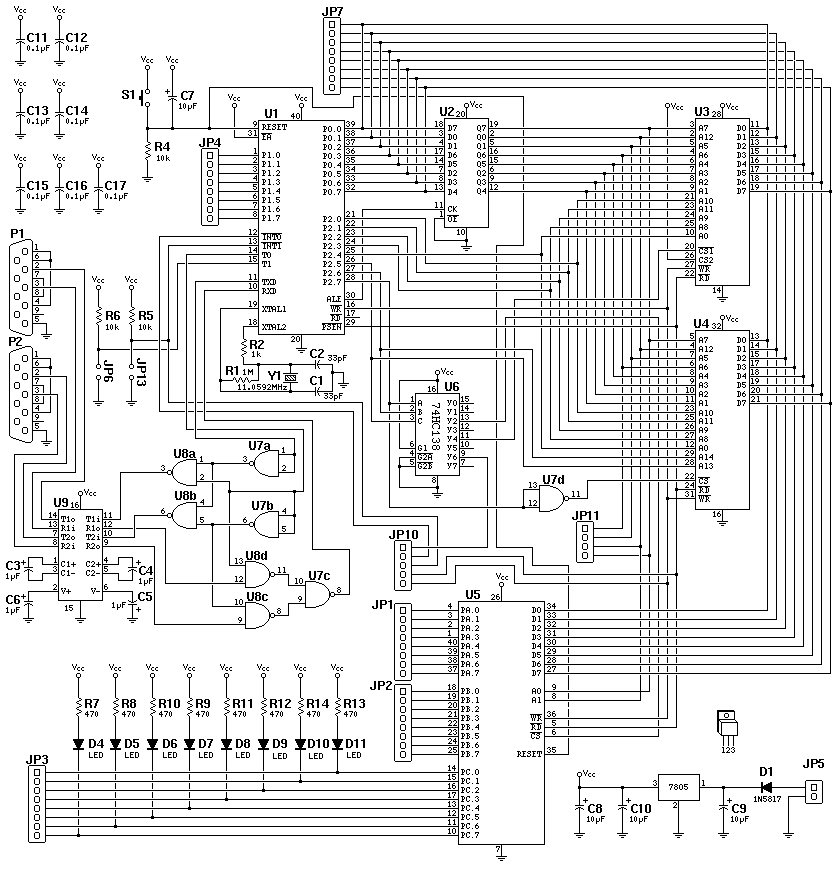 Vcc Vcc
C11 C12
0.1µF 0.1µF
Vcc Vcc
C13 C14
0.1µF 0.1µF
Vcc Vcc Vcc
C15 C16 C17
0.1µF 0.1µF 0.1µF
Vcc Vcc
S1
C7
10µF
R4
10k
JP7
Vcc Vcc
U1
40
9 RESET
31 EA
JP4
1 P1.0
2 P1.1
3 P1.2
4 P1.3
5 P1.4
6 P1.5
7 P1.6
8 P1.7
12 INT0
13 INT1
14 T0
15 T1
11 TXD
10 RXD
19 XTAL1
18 XTAL2
P0.0 39
P0.1 38
P0.2 37
P0.3 36
P0.4 35
P0.5 34
P0.6 33
P0.7 32
P2.0 21
P2.1 22
P2.2 23
P2.3 24
P2.4 25
P2.5 26
P2.6 27
P2.7 28
ALE 30
WR 16
RD 17
PSEN 29
20
R2
1k
R1 1M
Y1
11.0592MHz
C2 33pF
C1 33pF
U2
Vcc
20
18 D7 Q7 19
3 D0 Q0 2
4 D1 Q1 5
17 D6 Q6 16
14 D5 Q5 15
7 D2 Q2 6
8 D3 Q3 9
13 D4 Q4 12
11 CK
1 OE
10
Vcc
U3
Vcc
28
3 A7
2 A12
5 A5
4 A6
6 A4
7 A3
8 A2
9 A1
21 A10
23 A11
24 A9
25 A8
10 A0
20 CS1
26 CS2
27 WR
22 RD
D0 11
D1 12
D2 13
D3 15
D4 16
D5 17
D6 18
D7 19
14
U4
Vcc
32
5 A7
4 A12
7 A5
6 A6
8 A4
9 A3
10 A2
11 A1
23 A10
25 A11
26 A9
27 A8
12 A0
29 A14
28 A13
22 CS
24 RD
31 WR
D0 13
D1 14
D2 15
D3 17
D4 18
D5 19
D6 20
D7 21
16
P1
1
6
2
7
3
8
4
9
5
P2
1
6
2
7
3
8
4
9
5
Vcc Vcc
R6
10k
R5
10k
JP6
JP13
Vcc
U6
16
74HC138
1 A
2 B
3 C
6 G1
4 G2A
5 G2B
Y0 15
Y1 14
Y2 13
Y3 12
Y4 11
Y5 10
Y6 9
Y7 7
8
U7a
1
2
3
U8a
1
2
3
U8b
4
5
6
U7b
4
5
6
U8d
13
12
11
U8c
10
9
8
U7c
10
9
8
U7d
13
12
11
JP11
JP10
U9
Vcc
16
14 T1o T1i 11
13 R1i R1o 12
7 T2o T2i 10
8 R2i R2o 9
1 C1+ C2+ 4
3 C1- C2- 5
2 V+ V- 6
15
C3
1µF
C4
1µF
C6
1µF
C5
1µF
JP1
JP2
U5
Vcc
26
4 PA.0
3 PA.1
2 PA.2
1 PA.3
40 PA.4
39 PA.5
38 PA.6
37 PA.7
18 PB.0
19 PB.1
20 PB.2
21 PB.3
22 PB.4
23 PB.5
24 PB.6
25 PB.7
14 PC.0
15 PC.1
16 PC.2
17 PC.3
13 PC.4
12 PC.5
11 PC.6
10 PC.7
D0 34
D1 33
D2 32
D3 31
D4 30
D5 29
D6 28
D7 27
A0 9
A1 8
WR 36
RD 5
CS 6
RESET 35
7
Vcc Vcc Vcc Vcc Vcc Vcc Vcc Vcc
R7 R8 R10 R9 R11 R12 R14 R13
470 470 470 470 470 470 470 470
D4 D5 D6 D7 D8 D9 D10 D11
LED LED LED LED LED LED LED LED
JP3
123
Vcc
3 7805 1
2
D1
1N5817
JP5
C8
10µF
C10
10µF
C9
10µF